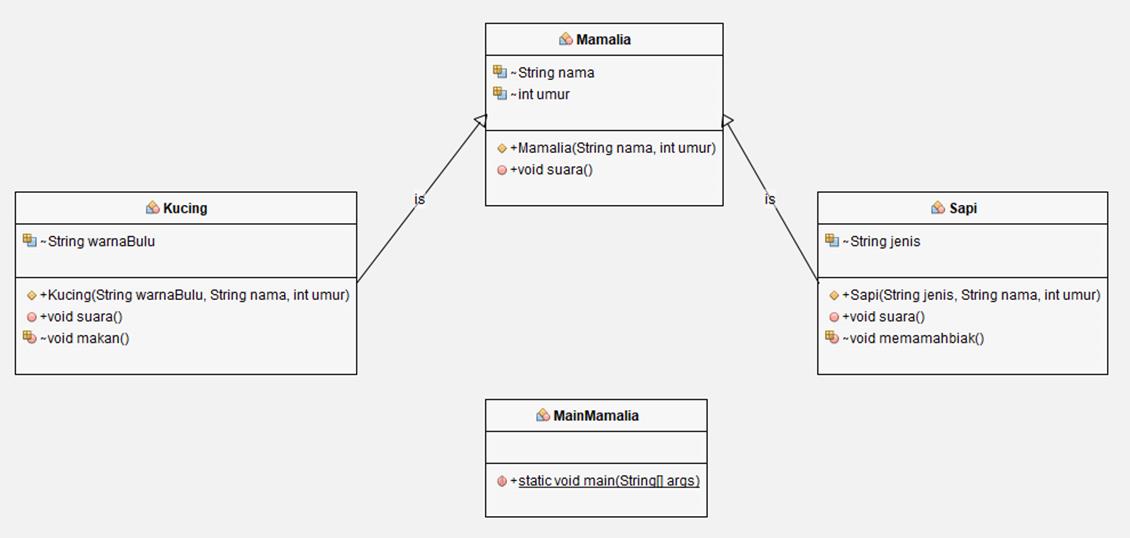 Mamalia
~String nama
~int umur
+Mamalia(String nama, int umur)
+void suara()
is
is
Kucing
~String warnaBulu
+Kucing(String warnaBulu, String nama, int umur)
+void suara()
~void makan()
Sapi
~String jenis
+Sapi(String jenis, String nama, int umur)
+void suara()
~void memamahbiak()
MainMamalia
+static void main(String[] args)